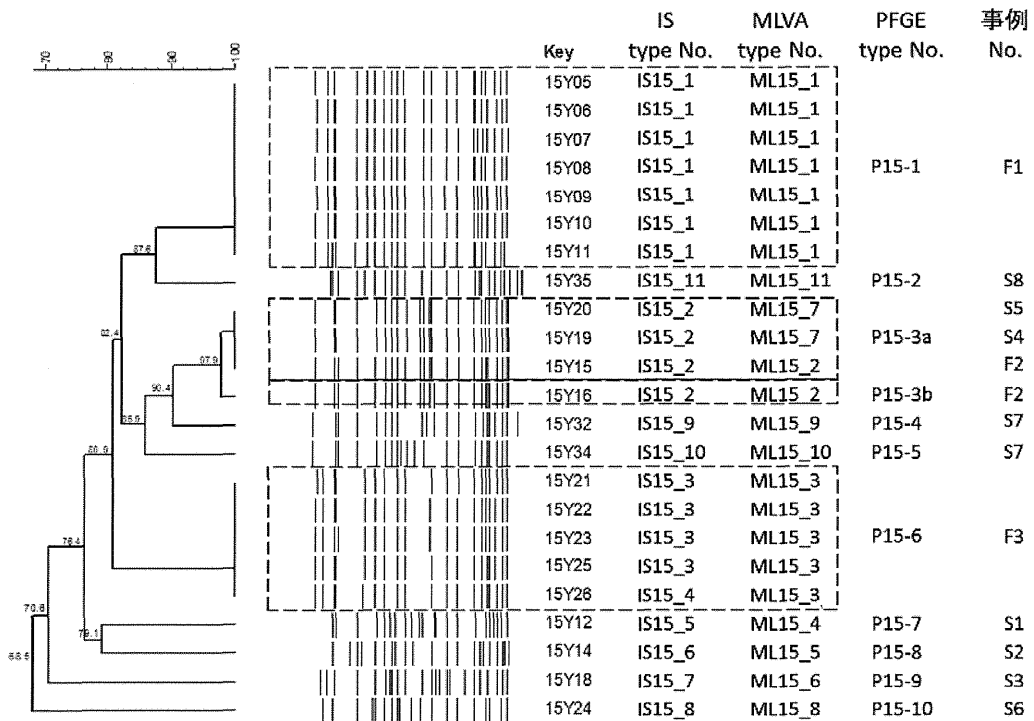 IS MLVA PFGE 事例
Key type No. type No. type No. No.
70 80 90 100
15Y05 IS15_1 ML15_1
15Y06 IS15_1 ML15_1
15Y07 IS15_1 ML15_1
15Y08 IS15_1 ML15_1 P15-1 F1
15Y09 IS15_1 ML15_1
15Y10 IS15_1 ML15_1
15Y11 IS15_1 ML15_1
87.6
15Y35 IS15_11 ML15_11 P15-2 S8
15Y20 IS15_2 ML15_7 S5
82.4
15Y19 IS15_2 ML15_7 P15-3a S4
97.9
15Y15 IS15_2 ML15_2 F2
90.4
15Y16 IS15_2 ML15_2 P15-3b F2
15Y32 IS15_9 ML15_9 P15-4 S7
15Y34 IS15_10 ML15_10 P15-5 S7
15Y21 IS15_3 ML15_3
15Y22 IS15_3 ML15_3
15Y23 IS15_3 ML15_3 P15-6 F3
76.4
15Y25 IS15_3 ML15_3
15Y26 IS15_4 ML15_3
70.6
15Y12 IS15_5 ML15_4 P15-7 S1
79.1
15Y14 IS15_6 ML15_5 P15-8 S2
68.5
15Y18 IS15_7 ML15_6 P15-9 S3
15Y24 IS15_8 ML15_8 P15-10 S6